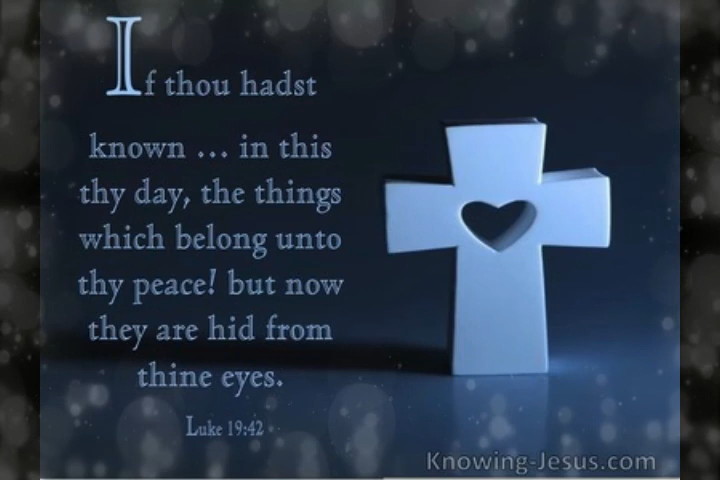 If thou hadst
known ... in this
thy day, the things
which belong unto
thy peace! but now
they are hid from
thine eyes.
Luke 19:42
Knowing-Jesus.com